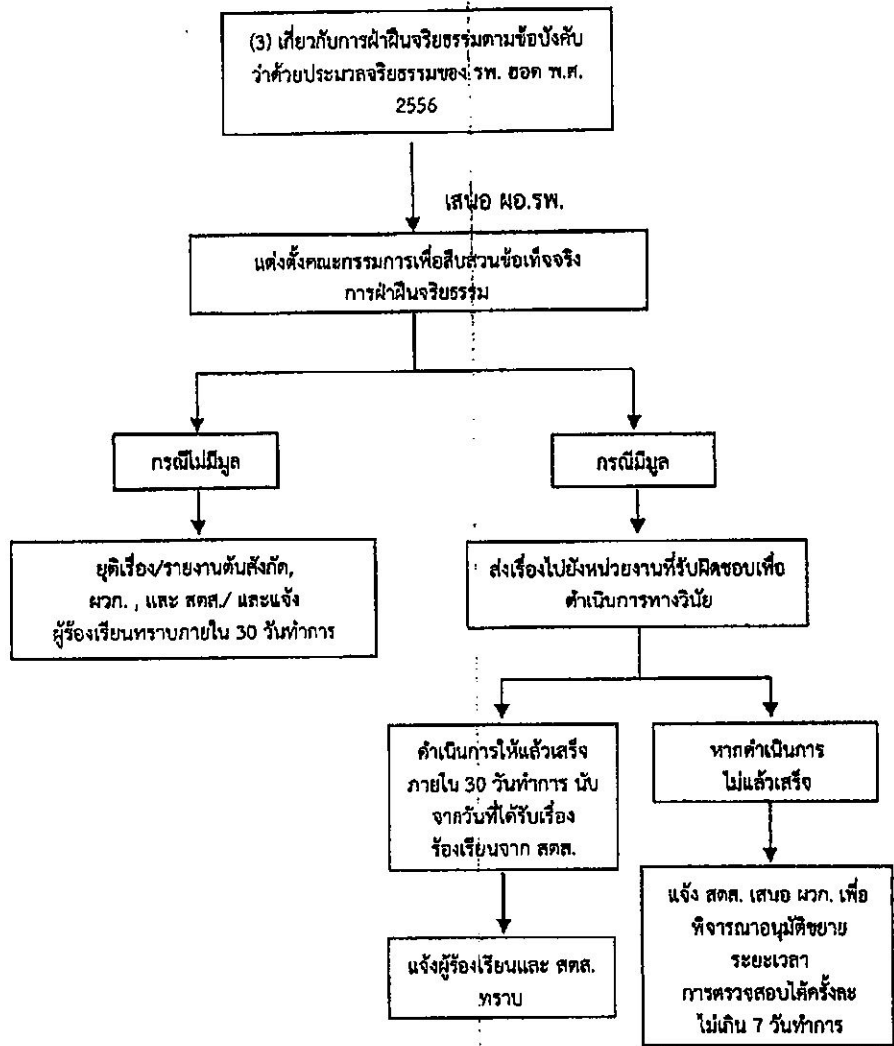 (3) เกี่ยวกับการฝ่าฝืนจริยธรรมตามข้อบังคับ
ว่าด้วยประมวลจริยธรรมของ รพ. ฮอด พ.ศ.
2556
เสนอ ผอ.รพ.
แต่งตั้งคณะกรรมการเพื่อสืบสวนข้อเท็จจริง
การฝ่าฝืนจริยธรรม
กรณีไม่มีมูล
กรณีมีมูล
ยุติเรื่อง/รายงานต้นสังกัด,
ผวก. , และ สตส./ และแจ้ง
ผู้ร้องเรียนทราบภายใน 30 วันทำการ
ส่งเรื่องไปยังหน่วยงานที่รับผิดชอบเพื่อ
ดำเนินการทางวินัย
ดำเนินการให้แล้วเสร็จ
ภายใน 30 วันทำการ นับ
จากวันที่ได้รับเรื่อง
ร้องเรียนจาก สตส.
หากดำเนินการ
ไม่แล้วเสร็จ
แจ้งผู้ร้องเรียนและ สตส.
ทราบ
แจ้ง สตส. เสนอ ผวก. เพื่อ
พิจารณาอนุมัติขยาย
ระยะเวลา
การตรวจสอบได้ครั้งละ
ไม่เกิน 7 วันทำการ